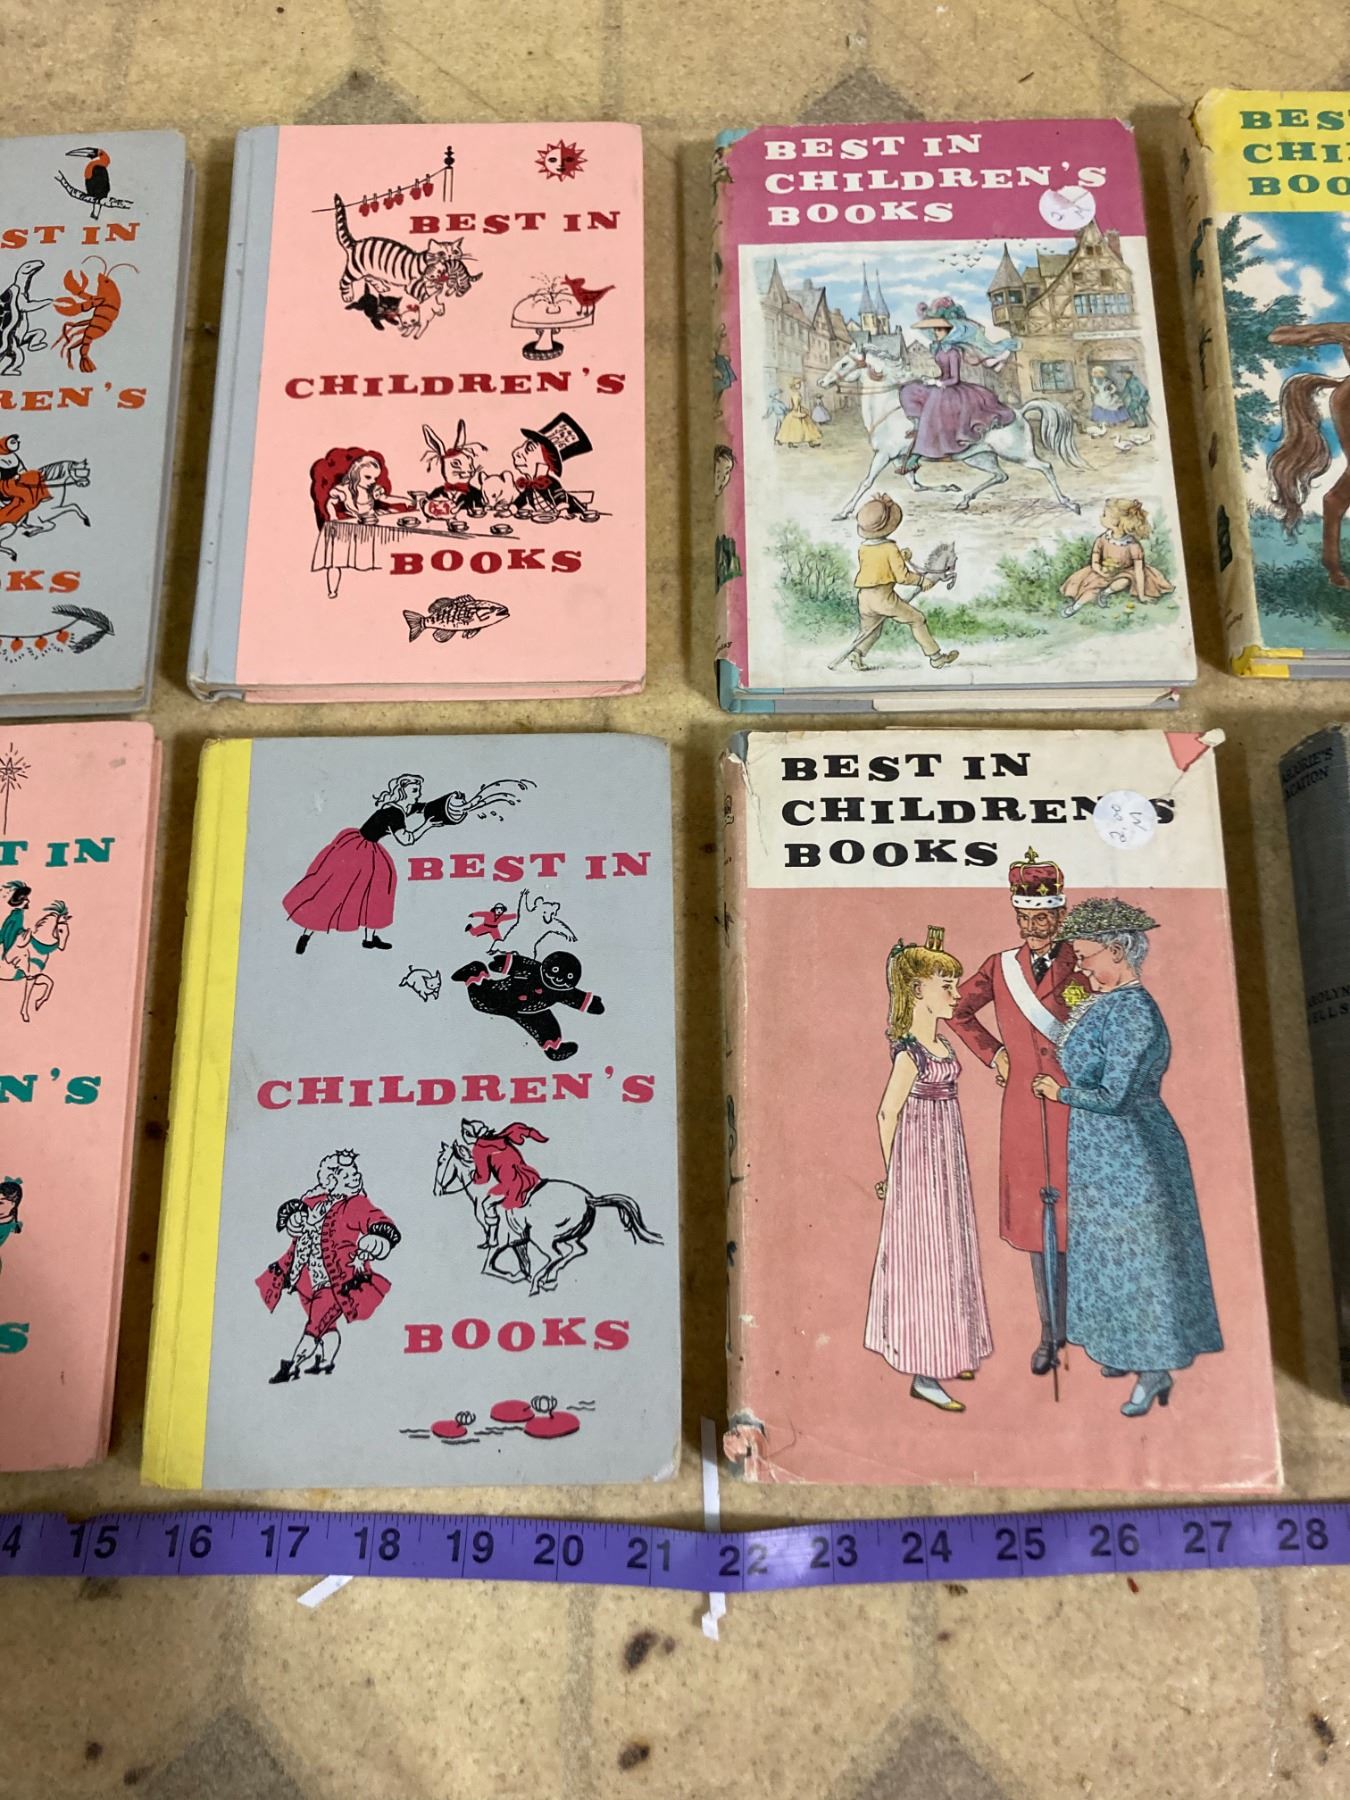 ST IN
REN'S
OKS
BEST IN
CHILDREN'S
BOOKS
BEST IN
CHILDREN'S
BOOKS
BES
CHI
BOO
T IN
N'S
S
BEST IN
CHILDREN'S
BOOKS
BEST IN
CHILDREN'S
BOOKS
4 15 16 17 18 19 20 21 22 23 24 25 26 27 28